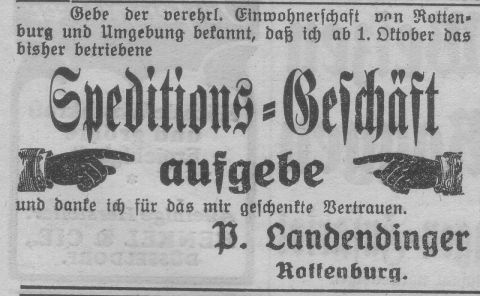 Gebe der verehrl. Einwohnerschaft von Rotten-
burg und Umgebung bekannt, daß ich ab 1. Oktober das
bisher betriebene
Speditions-Geschäft
aufgebe
und danke ich für das mir geschenkte Vertrauen.
P. Landendinger
Rottenburg.